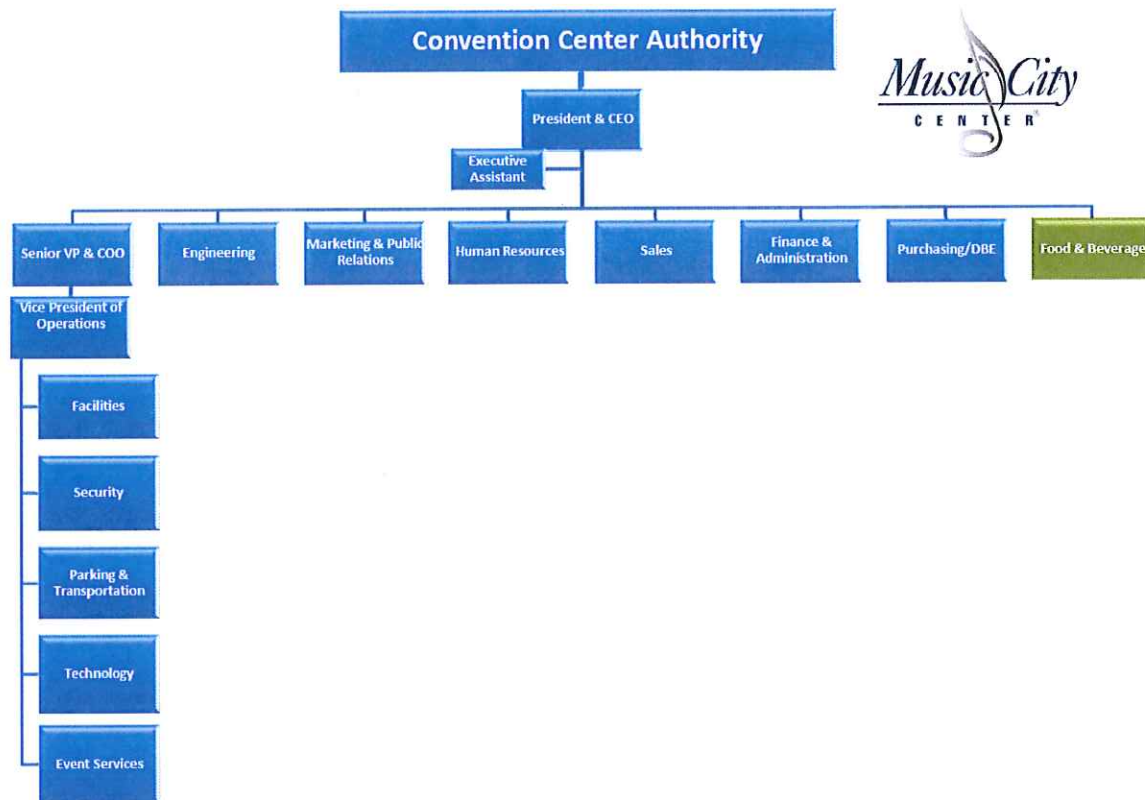 Convention Center Authority
Music City
CENTER®
President & CEO
Executive
Assistant
Senior VP & COO
Engineering
Marketing & Public
Relations
Human Resources
Sales
Finance &
Administration
Purchasing/DBE
Food & Beverage
Vice President of
Operations
Facilities
Security
Parking &
Transportation
Technology
Event Services